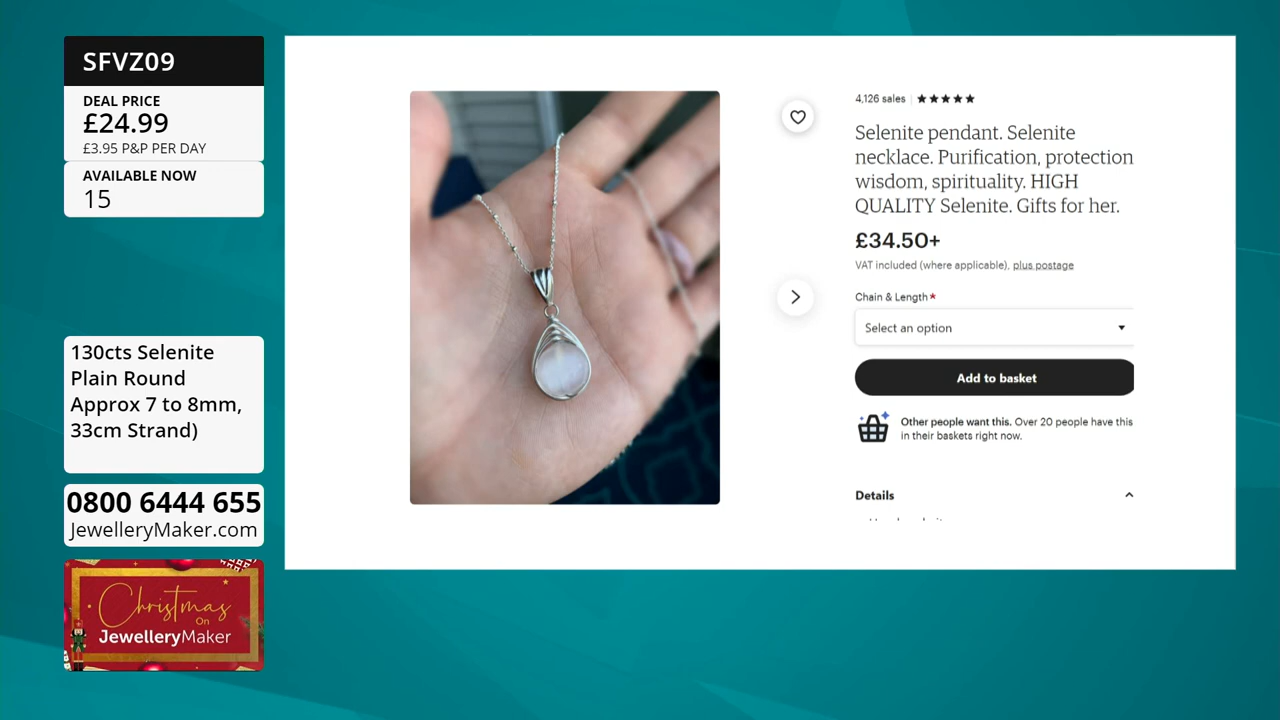 SFVZ09
DEAL PRICE
£24.99
£3.95 P&P PER DAY
AVAILABLE NOW
15
130cts Selenite
Plain Round
Approx 7 to 8mm,
33cm Strand)
0800 6444 655
JewelleryMaker.com
Christmas
On
JewelleryMaker
4,126 sales
Selenite pendant. Selenite
necklace. Purification, protection
wisdom, spirituality. HIGH
QUALITY Selenite. Gifts for her.
£34.50+
VAT included (where applicable), plus postage
Chain & Length*
Select an option
Add to basket
Other people want this. Over 20 people have this
in their baskets right now.
Details